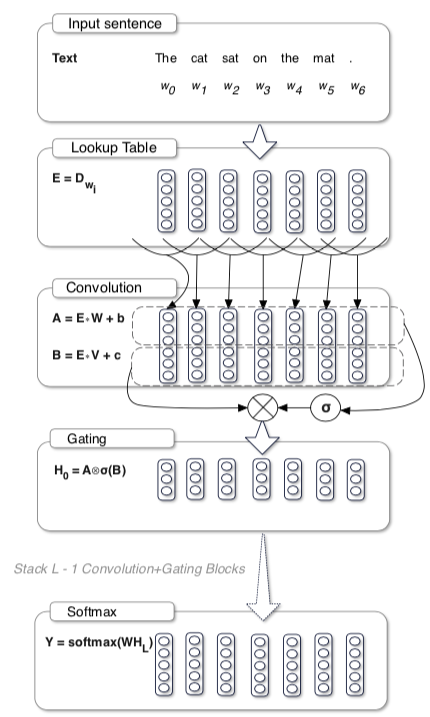 Input sentence
Text The cat sat on the mat .
w0 w1 w2 w3 w4 w5 w6
Lookup Table
E = Dwi
Convolution
A = E*W + b
B = E*V + c
σ
Gating
H0 = A⊗σ(B)
Stack L - 1 Convolution+Gating Blocks
Softmax
Y = softmax(WHL)